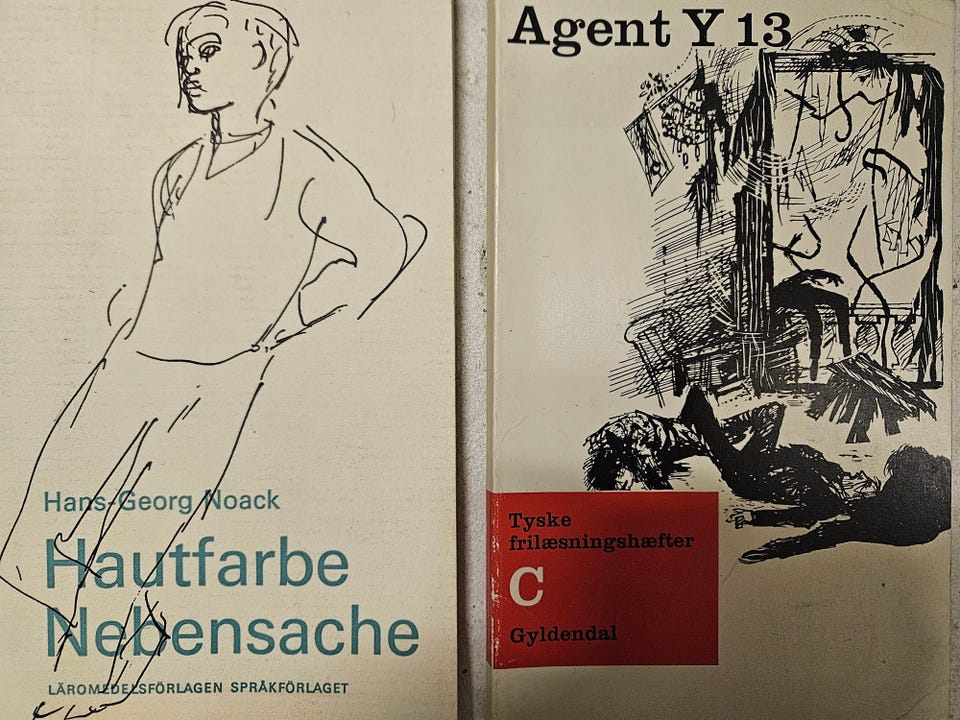 Hans-Georg Noack
Hautfarbe
Nebensache
LÄROMEDELSFÖRLAGEN SPRÅKFÖRLAGET
Agent Y 13
Tyske
frilæsningshæfter
C
Gyldendal